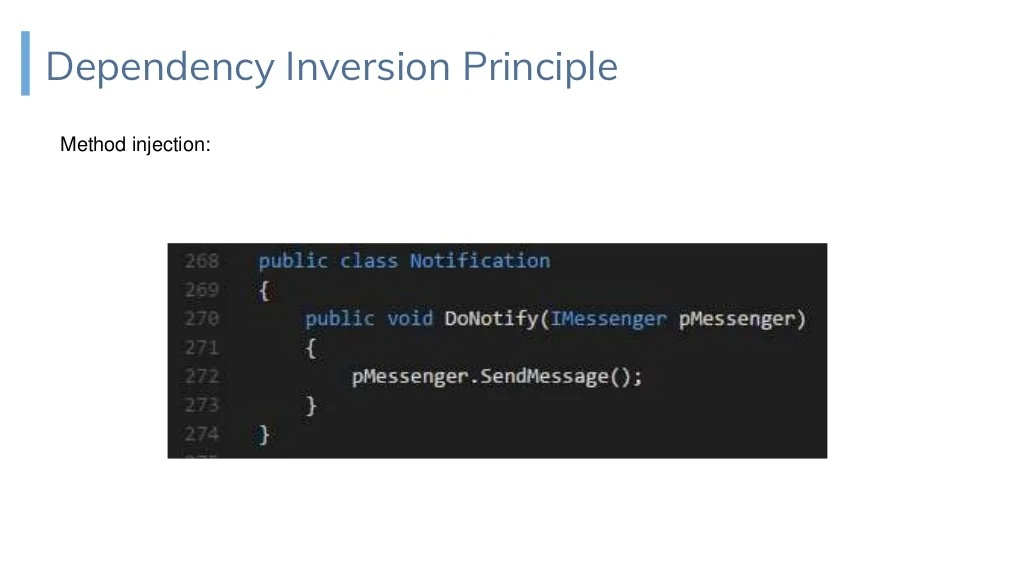 Dependency Inversion Principle
Method injection:
268 public class Notification
269 {
270 public void DoNotify(IMessenger pMessenger)
271 {
272 pMessenger.SendMessage();
273 }
274 }